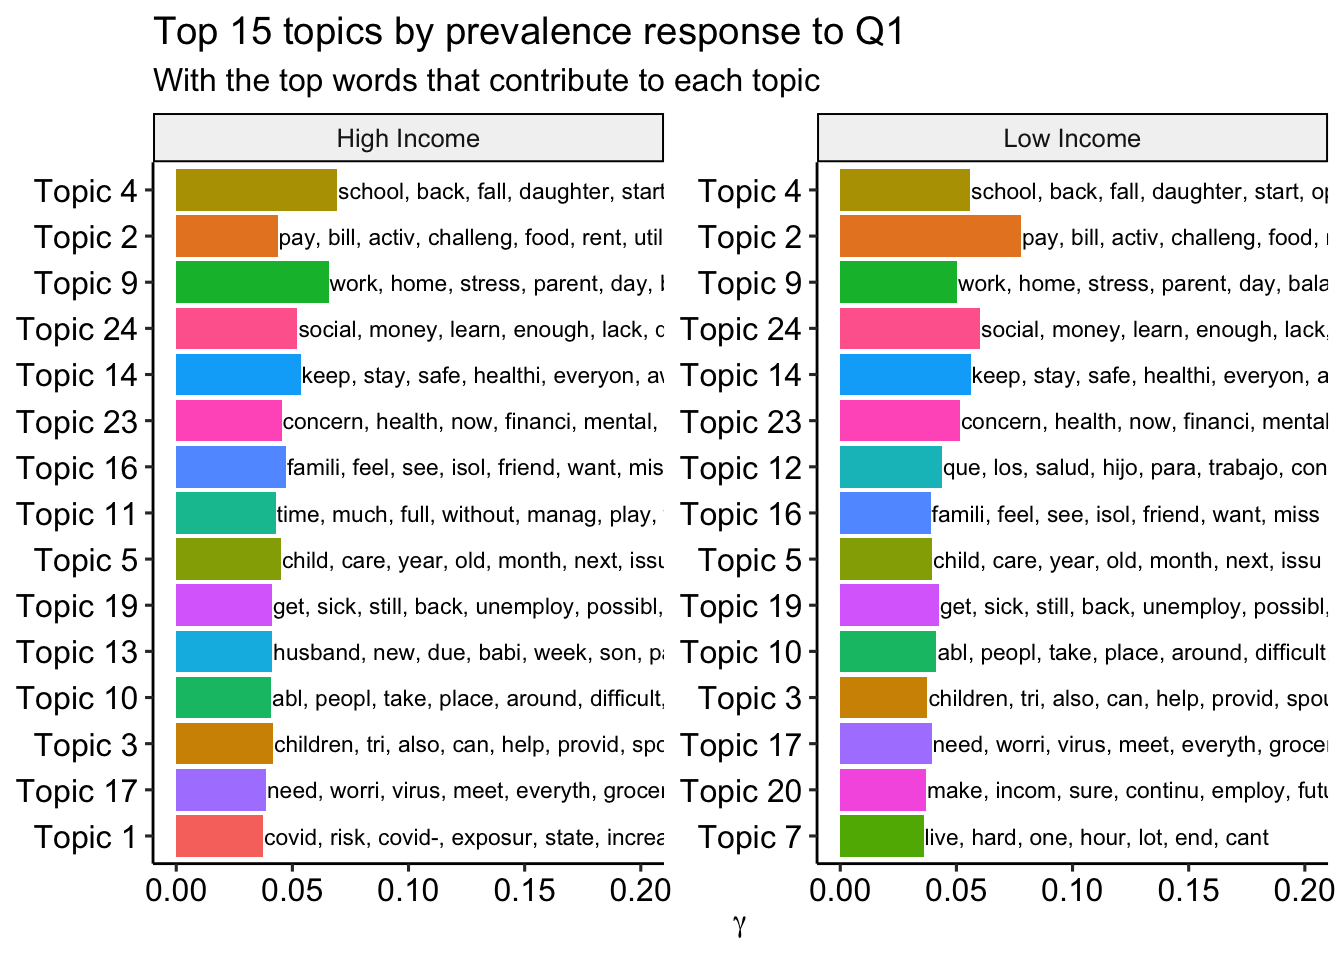 Top 15 topics by prevalence response to Q1
With the top words that contribute to each topic
High Income
Topic 4 school, back, fall, daughter, start
Topic 2 pay, bill, activ, challeng, food, rent, util
Topic 9 work, home, stress, parent, day,
Topic 24 social, money, learn, enough, lack,
Topic 14 keep, stay, safe, healthi, everyon,
Topic 23 concern, health, now, financi, mental,
Topic 16 famili, feel, see, isol, friend, want, mis
Topic 11 time, much, full, without, manag, play,
Topic 5 child, care, year, old, month, next, issu
Topic 19 get, sick, still, back, unemploy, possibl,
Topic 13 husband, new, due, babi, week, son,
Topic 10 abl, peopl, take, place, around, difficult,
Topic 3 children, tri, also, can, help, provid, spo
Topic 17 need, worri, virus, meet, everyth, grocer
Topic 1 covid, risk, covid-, exposur, state, increa
0.00 0.05 0.10 0.15 0.20
Low Income
Topic 4 school, back, fall, daughter, start,
Topic 2 pay, bill, activ, challeng, food,
Topic 9 work, home, stress, parent, day, bala
Topic 24 social, money, learn, enough, lack,
Topic 14 keep, stay, safe, healthi, everyon, a
Topic 23 concern, health, now, financi, mental
Topic 12 que, los, salud, hijo, para, trabajo, con
Topic 16 famili, feel, see, isol, friend, want, miss
Topic 5 child, care, year, old, month, next, issu
Topic 19 get, sick, still, back, unemploy, possibl,
Topic 10 abl, peopl, take, place, around, difficult
Topic 3 children, tri, also, can, help, provid, spou
Topic 17 need, worri, virus, meet, everyth, grocer
Topic 20 make, incom, sure, continu, employ, futu
Topic 7 live, hard, one, hour, lot, end, cant
0.00 0.05 0.10 0.15 0.20
γ